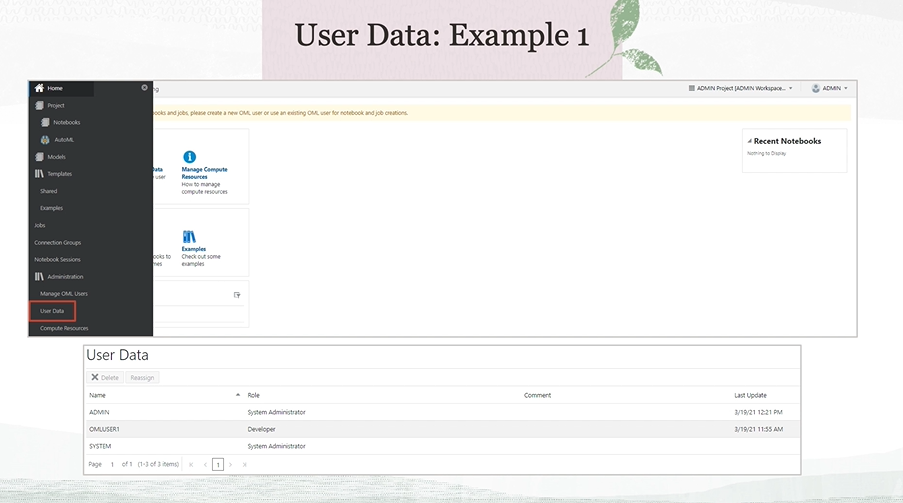 User Data: Example 1
Home
ng
ADMIN Project [ADMIN Workspace...
ADMIN
Project
ooks and jobs, please create a new OML user or use an existing OML user for notebook and job creations.
Notebooks
AutoML
Recent Notebooks
Nothing to Display
Models
Templates
Data Manage Compute
e user Resources
How to manage
compute resources
Shared
Examples
Jobs
Connection Groups
Examples
ooks to Check out some
mes examples
Notebook Sessions
Administration
Manage OML Users
User Data
Compute Resources
User Data
Delete Reassign
Name Role Comment Last Update
ADMIN System Administrator 3/19/21 12:21 PM
OMLUSER1 Developer 3/19/21 11:55 AM
SYSTEM System Administrator
Page 1 of 1 (1-3 of 3 items) 1